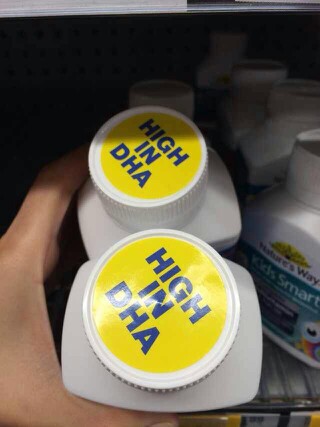 HIGH
IN
DHA
HIGH
IN
DHA
Nature's Way
Kids Smart